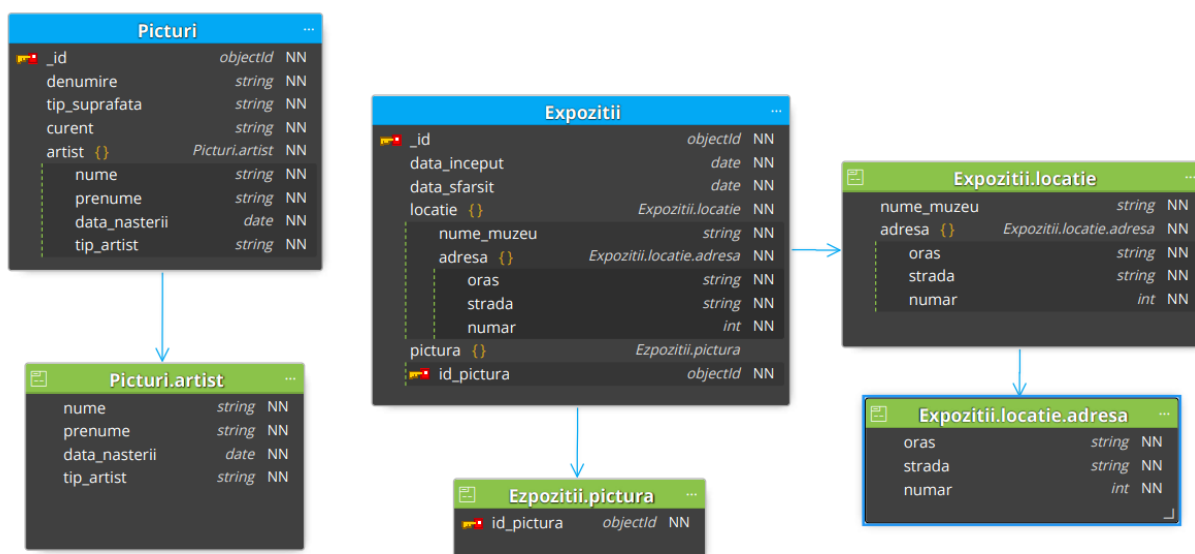 Picturi ...
_id objectId NN
denumire string NN
tip_suprafata string NN
curent string NN
artist {} Picturi.artist NN
nume string NN
prenume string NN
data_nasterii date NN
tip_artist string NN
Picturi.artist ...
nume string NN
prenume string NN
data_nasterii date NN
tip_artist string NN
Expozitii ...
_id objectId NN
data_inceput date NN
data_sfarsit date NN
locatie {} Expozitii.locatie NN
nume_muzeu string NN
adresa {} Expozitii.locatie.adresa NN
oras string NN
strada string NN
numar int NN
pictura {} Ezpozitii.pictura
id_pictura objectId NN
Ezpozitii.pictura ...
id_pictura objectId NN
Expozitii.locatie ...
nume_muzeu string NN
adresa {} Expozitii.locatie.adresa NN
oras string NN
strada string NN
numar int NN
Expozitii.locatie.adresa ...
oras string NN
strada string NN
numar int NN